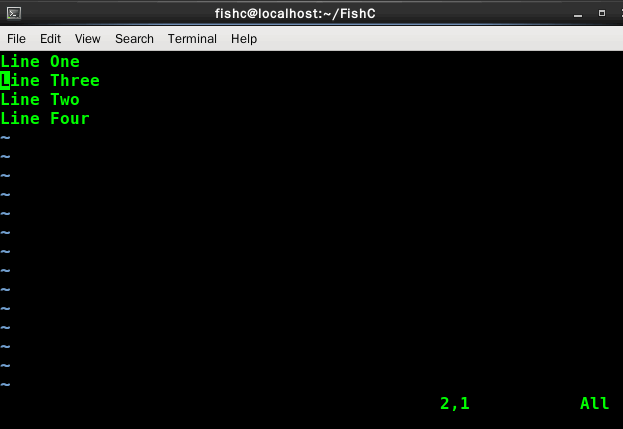 fishc@localhost:~/FishC
File Edit View Search Terminal Help
Line One
Line Three
Line Two
Line Four
~
~
~
~
~
~
~
~
~
~
~
~
~
~
2,1 All